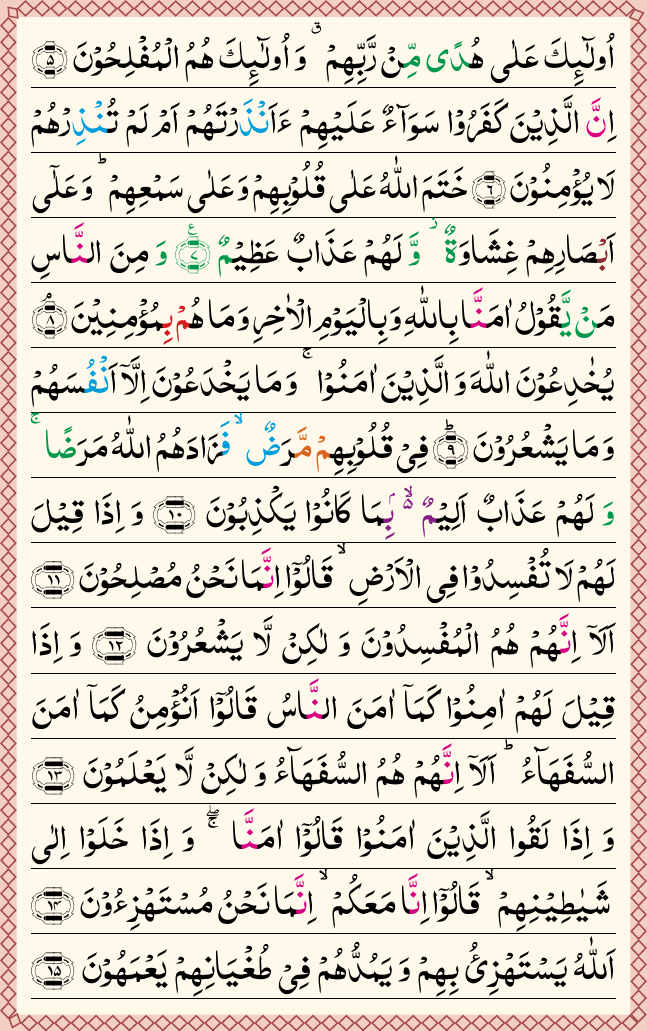 اُولٰٓئِكَ عَلٰى هُدًى مِّنۡ رَّبِّهِمۡ ۗ وَ اُولٰٓئِكَ هُمُ الۡمُفۡلِحُوۡنَ ﴿۵﴾
اِنَّ الَّذِيۡنَ كَفَرُوۡا سَوَآءٌ عَلَيۡهِمۡ ءَاَنۡذَرۡتَهُمۡ اَمۡ لَمۡ تُنۡذِرۡهُمۡ
لَا يُؤۡمِنُوۡنَ ﴿۶﴾ خَتَمَ اللّٰهُ عَلٰى قُلُوۡبِهِمۡ وَعَلٰى سَمۡعِهِمۡ ؕ وَعَلٰٓى
اَبۡصَارِهِمۡ غِشَاوَةٌ ۫ وَّ لَهُمۡ عَذَابٌ عَظِيۡمٌ ﴿۷﴾ ع وَ مِنَ النَّاسِ
مَنۡ يَّقُوۡلُ اٰمَنَّا بِاللّٰهِ وَبِالۡيَوۡمِ الۡاٰخِرِ وَمَا هُمۡ بِمُؤۡمِنِيۡنَ ﴿۸﴾ۘ
يُخٰدِعُوۡنَ اللّٰهَ وَ الَّذِيۡنَ اٰمَنُوۡا ۚ وَ مَا يَخۡدَعُوۡنَ اِلَّاۤ اَنۡفُسَهُمۡ
وَمَا يَشۡعُرُوۡنَ ﴿۹﴾ؕ فِىۡ قُلُوۡبِهِمۡ مَّرَضٌ ۙ فَزَادَهُمُ اللّٰهُ مَرَضًا ۚ
وَ لَهُمۡ عَذَابٌ اَلِيۡمٌ ۙ۬ بِمَا كَانُوۡا يَكۡذِبُوۡنَ ﴿۱۰﴾ وَ اِذَا قِيۡلَ
لَهُمۡ لَا تُفۡسِدُوۡا فِى الۡاَرۡضِ ۙ قَالُوۡاۤ اِنَّمَا نَحۡنُ مُصۡلِحُوۡنَ ﴿۱۱﴾
اَلَاۤ اِنَّهُمۡ هُمُ الۡمُفۡسِدُوۡنَ وَ لٰكِنۡ لَّا يَشۡعُرُوۡنَ ﴿۱۲﴾ وَ اِذَا
قِيۡلَ لَهُمۡ اٰمِنُوۡا كَمَاۤ اٰمَنَ النَّاسُ قَالُوۡاۤ اَنُؤۡمِنُ كَمَاۤ اٰمَنَ
السُّفَهَآءُ ؕ اَلَاۤ اِنَّهُمۡ هُمُ السُّفَهَآءُ وَ لٰكِنۡ لَّا يَعۡلَمُوۡنَ ﴿۱۳﴾
وَ اِذَا لَقُوا الَّذِيۡنَ اٰمَنُوۡا قَالُوۡاۤ اٰمَنَّا ۖۚ وَ اِذَا خَلَوۡا اِلٰى
شَيٰطِيۡنِهِمۡ ۙ قَالُوۡاۤ اِنَّا مَعَكُمۡ ۙ اِنَّمَا نَحۡنُ مُسۡتَهۡزِءُوۡنَ ﴿۱۴﴾
اَللّٰهُ يَسۡتَهۡزِئُ بِهِمۡ وَ يَمُدُّهُمۡ فِىۡ طُغۡيَانِهِمۡ يَعۡمَهُوۡنَ ﴿۱۵﴾